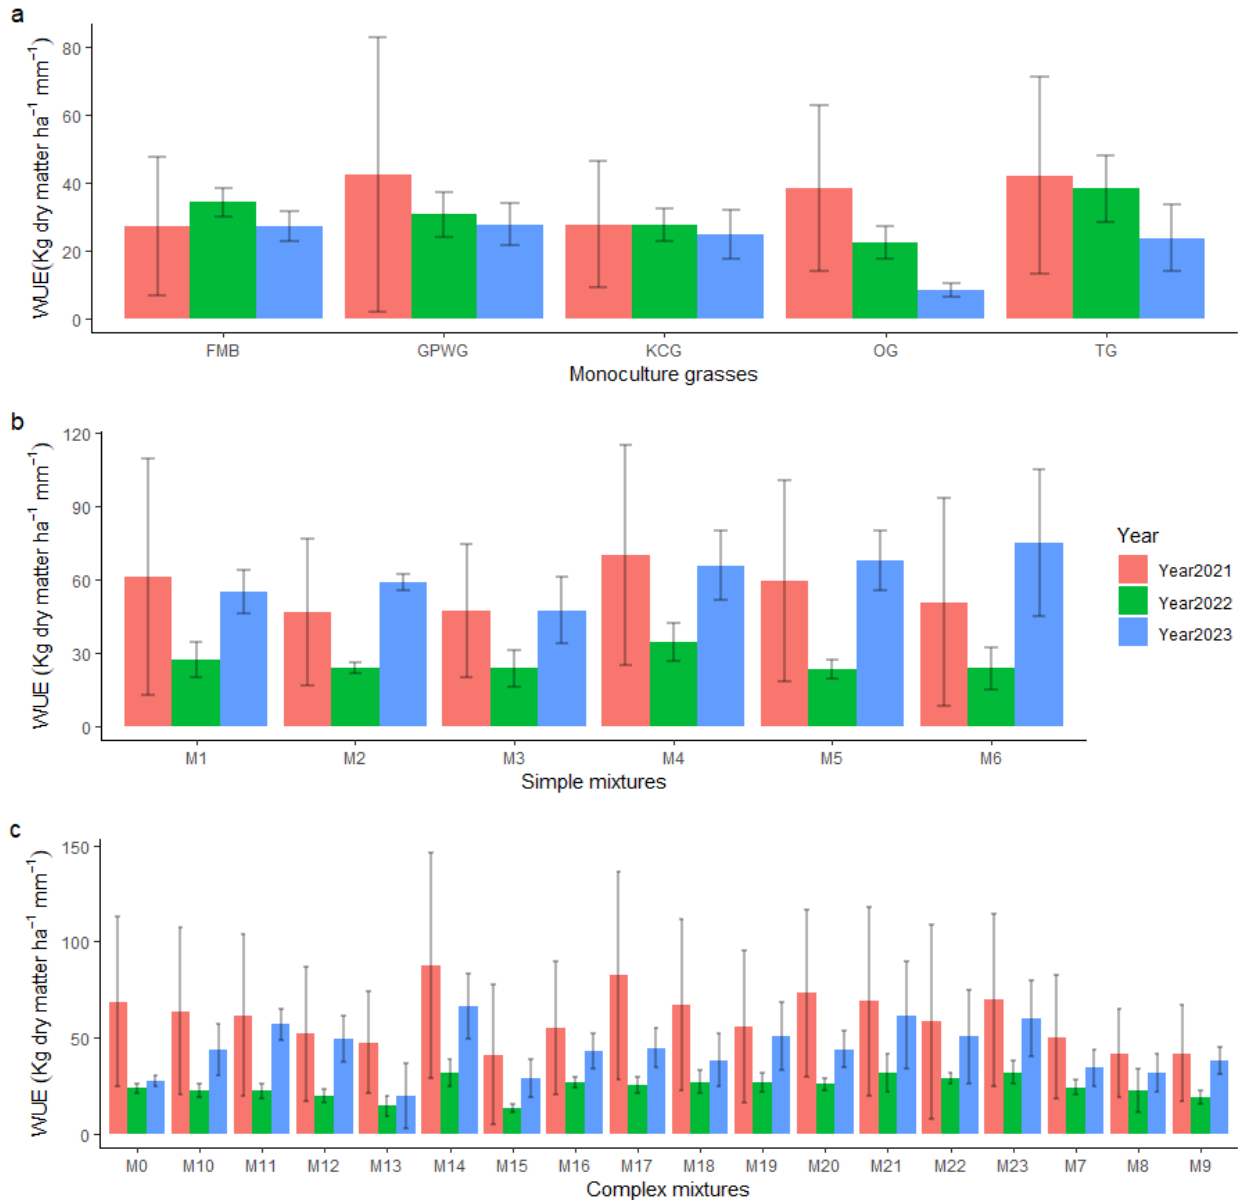 a
WUE(Kg dry matter ha⁻¹ mm⁻¹)
80
60
40
20
0
FMB GPWG KCG OG TG
Monoculture grasses
b
WUE (Kg dry matter ha⁻¹ mm⁻¹)
120
90
60
30
0
M1 M2 M3 M4 M5 M6
Simple mixtures
Year
Year2021
Year2022
Year2023
c
WUE (Kg dry matter ha⁻¹ mm⁻¹)
150
100
50
0
M0 M10 M11 M12 M13 M14 M15 M16 M17 M18 M19 M20 M21 M22 M23 M7 M8 M9
Complex mixtures